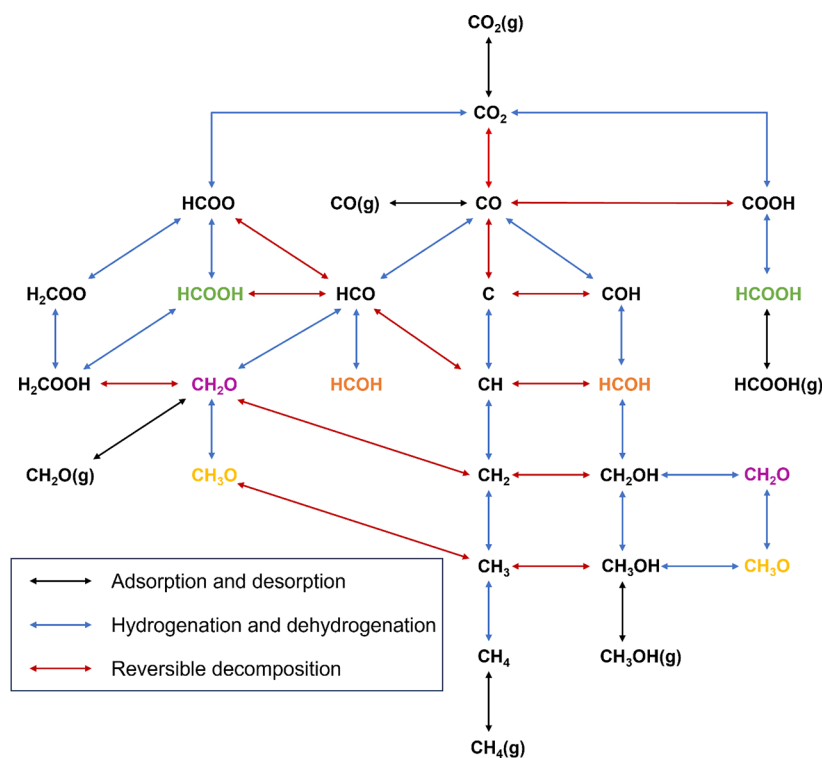 CO₂(g)
CO₂
HCOO
CO(g)
CO
COOH
H₂COO
HCOOH
HCO
C
COH
HCOOH
H₂COOH
CH₂O
HCOH
CH
HCOH
HCOOH(g)
CH₂O(g)
CH₃O
CH₂
CH₂OH
CH₂O
CH₃
CH₃OH
CH₃O
Adsorption and desorption
Hydrogenation and dehydrogenation
Reversible decomposition
CH₄
CH₃OH(g)
CH₄(g)